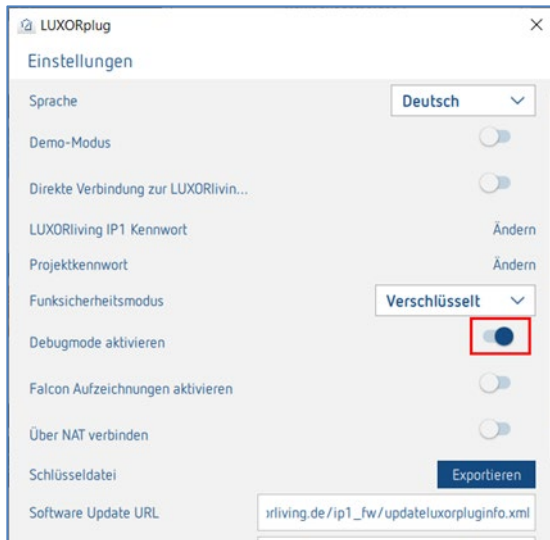 LUXORplug
Einstellungen
Sprache Deutsch
Demo-Modus
Direkte Verbindung zur LUXORlivin...
LUXORliving IP1 Kennwort Ändern
Projektkennwort Ändern
Funksicherheitsmodus Verschlüsselt
Debugmode aktivieren
Falcon Aufzeichnungen aktivieren
Über NAT verbinden
Schlüsseldatei Exportieren
Software Update URL orliving.de/ip1_fw/updateluxorpluginfo.xml